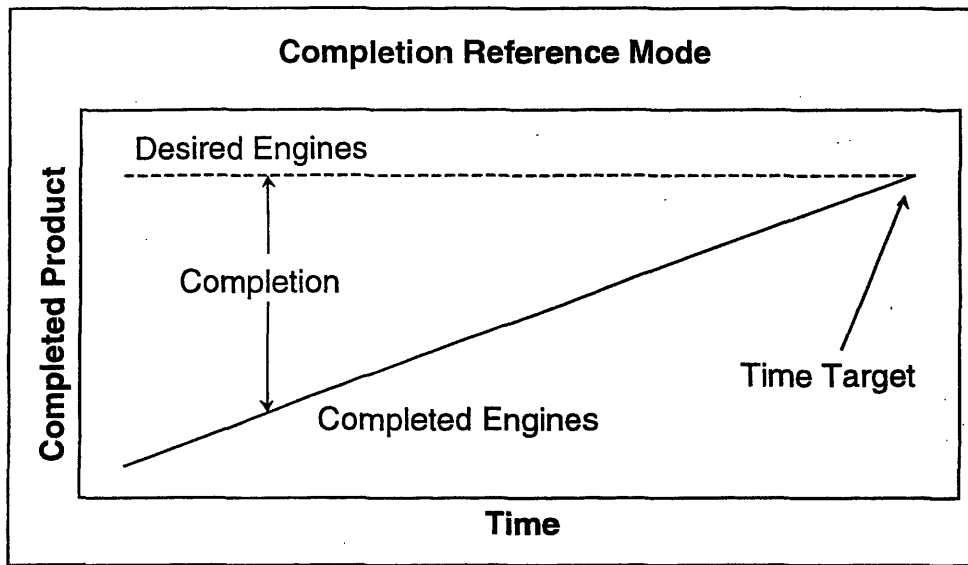 Completion Reference Mode
Desired Engines
Completion
Completed Engines
Time Target
Completed Product
Time